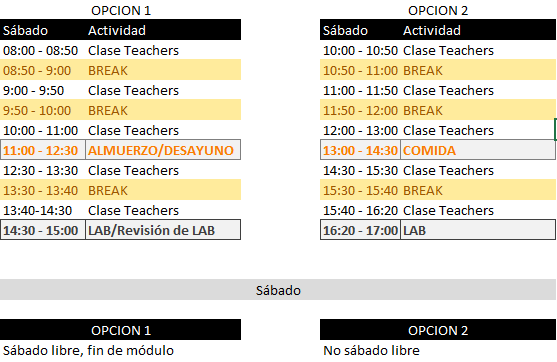 OPCION 1
Sábado Actividad
08:00 - 08:50 Clase Teachers
08:50 - 9:00 BREAK
9:00 - 9:50 Clase Teachers
9:50 - 10:00 BREAK
10:00 - 11:00 Clase Teachers
11:00 - 12:30 ALMUERZO/DESAYUNO
12:30 - 13:30 Clase Teachers
13:30 - 13:40 BREAK
13:40-14:30 Clase Teachers
14:30 - 15:00 LAB/Revisión de LAB
OPCION 2
Sábado Actividad
10:00 - 10:50 Clase Teachers
10:50 - 11:00 BREAK
11:00 - 11:50 Clase Teachers
11:50 - 12:00 BREAK
12:00 - 13:00 Clase Teachers
13:00 - 14:30 COMIDA
14:30 - 15:30 Clase Teachers
15:30 - 15:40 BREAK
15:40 - 16:20 Clase Teachers
16:20 - 17:00 LAB
Sábado
OPCION 1
Sábado libre, fin de módulo
OPCION 2
No sábado libre